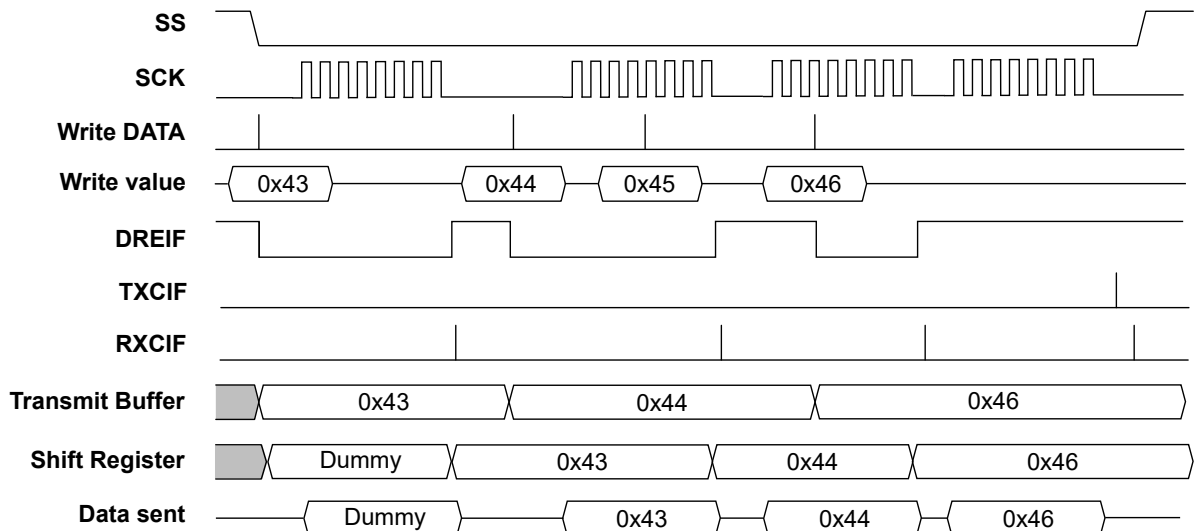 SS
SCK
Write DATA
Write value 0x43 0x44 0x45 0x46
DREIF
TXCIF
RXCIF
Transmit Buffer 0x43 0x44 0x46
Shift Register Dummy 0x43 0x44 0x46
Data sent Dummy 0x43 0x44 0x46